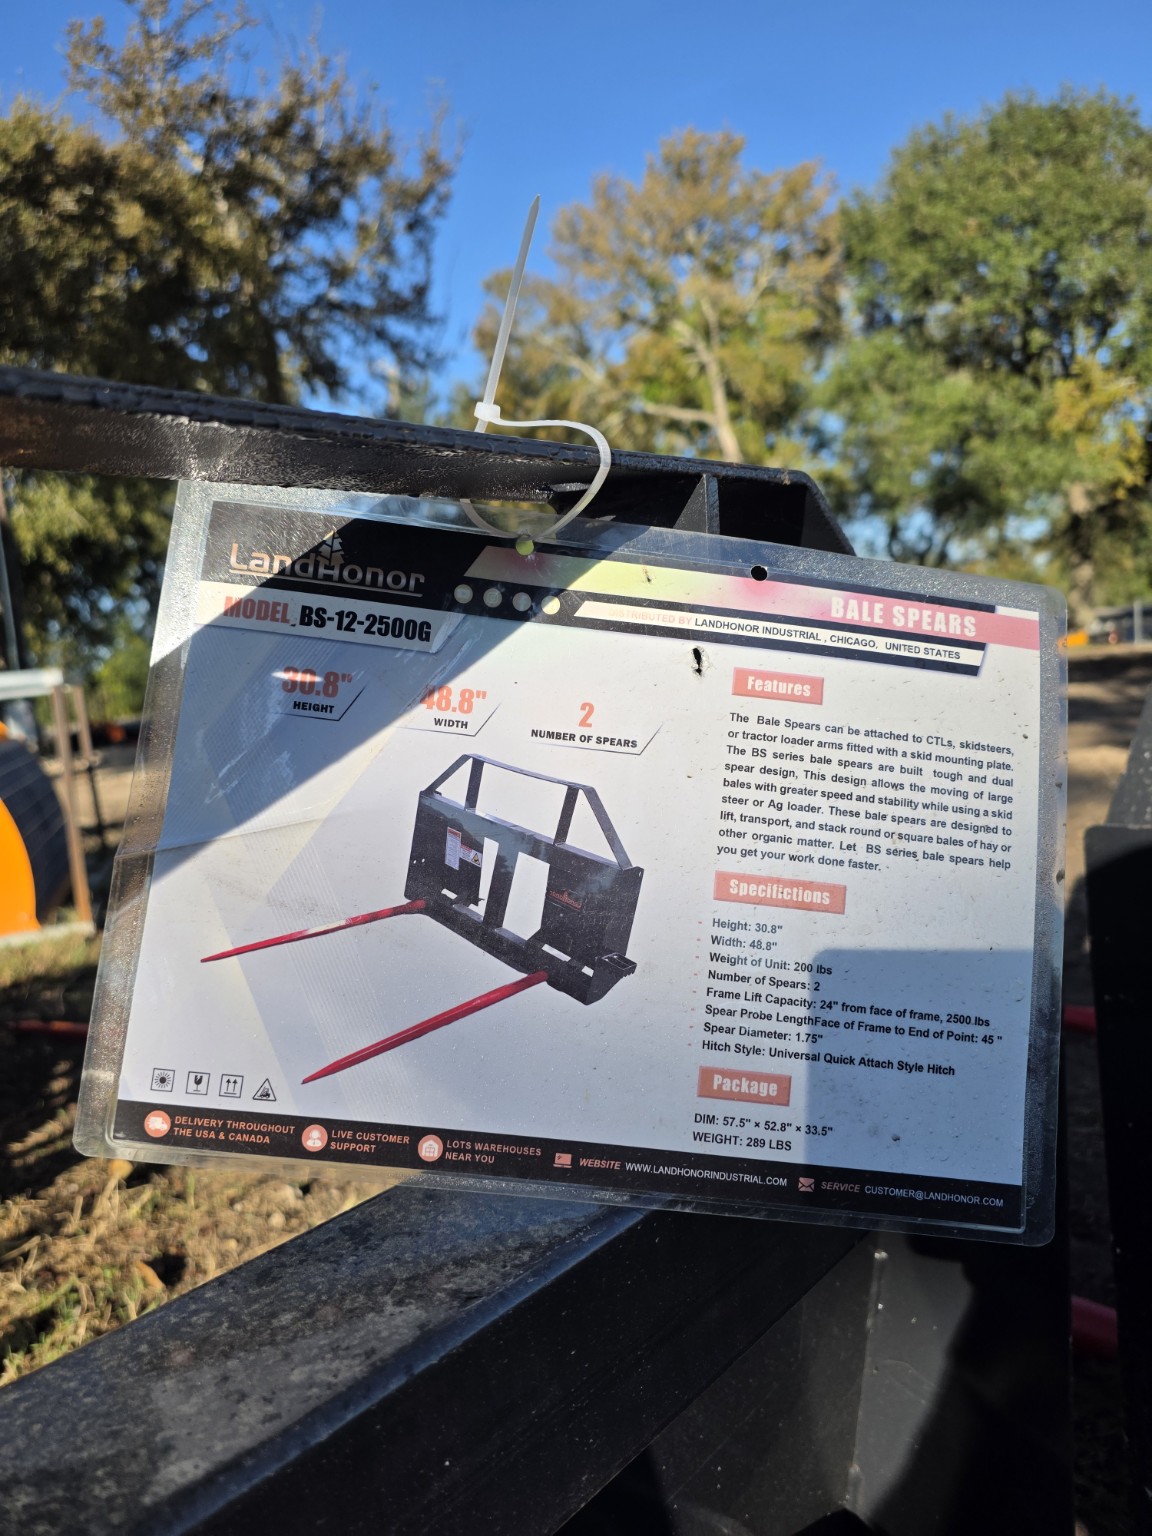 LandHonor
MODEL BS-12-2500G
BALE SPEARS
DISTRIBUTED BY LANDHONOR INDUSTRIAL , CHICAGO, UNITED STATES
30.8"
HEIGHT
48.8"
WIDTH
2
NUMBER OF SPEARS
Features
The Bale Spears can be attached to CTLs, skidsteers,
or tractor loader arms fitted with a skid mounting plate.
The BS series bale spears are built tough and dual
spear design, This design allows the moving of large
bales with greater speed and stability while using a skid
steer or Ag loader. These bale spears are designed to
lift, transport, and stack round or square bales of hay or
other organic matter. Let BS series bale spears help
you get your work done faster.
Specifictions
- Height: 30.8"
- Width: 48.8"
- Weight of Unit: 200 lbs
- Number of Spears: 2
- Frame Lift Capacity: 24" from face of frame, 2500 lbs
- Spear Probe LengthFace of Frame to End of Point: 45 "
- Spear Diameter: 1.75"
- Hitch Style: Universal Quick Attach Style Hitch
Package
DIM: 57.5" × 52.8" × 33.5"
WEIGHT: 289 LBS
DELIVERY THROUGHOUT
THE USA & CANADA
LIVE CUSTOMER
SUPPORT
LOTS WAREHOUSES
NEAR YOU
WEBSITE WWW.LANDHONORINDUSTRIAL.COM
SERVICE CUSTOMER@LANDHONOR.COM